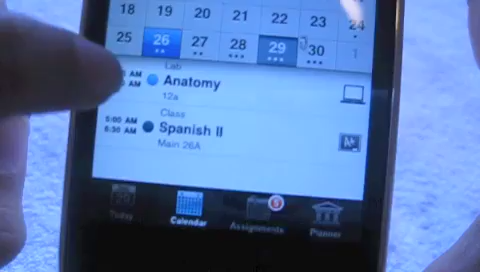 18 19 20 21 22 23 24
25 26 27 28 29 30 1
Lab
AM Anatomy
AM
12a
Class
5:00 AM Spanish II
6:30 AM
Main 26A
Today Calendar Assignments Planner